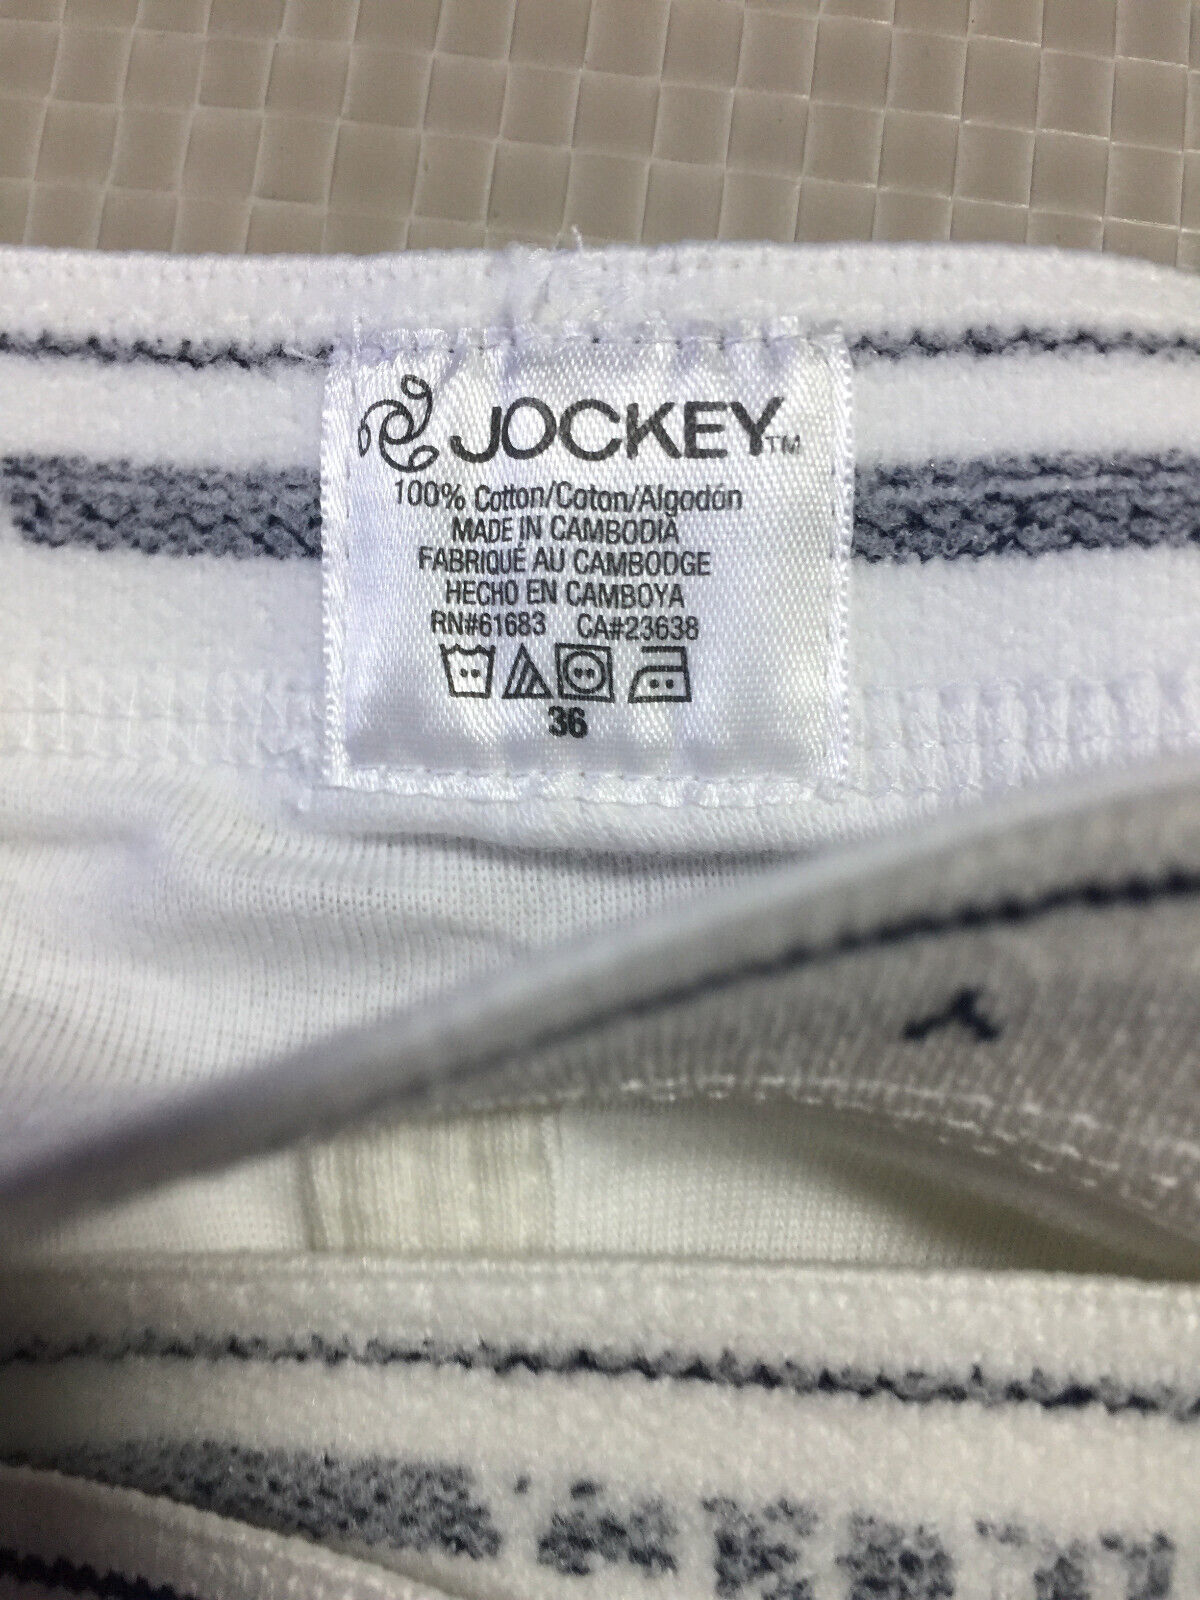 JOCKEY™
100% Cotton/Coton/Algodón
MADE IN CAMBODIA
FABRIQUÉ AU CAMBODGE
HECHO EN CAMBOYA
RN#61683 CA#23638
36